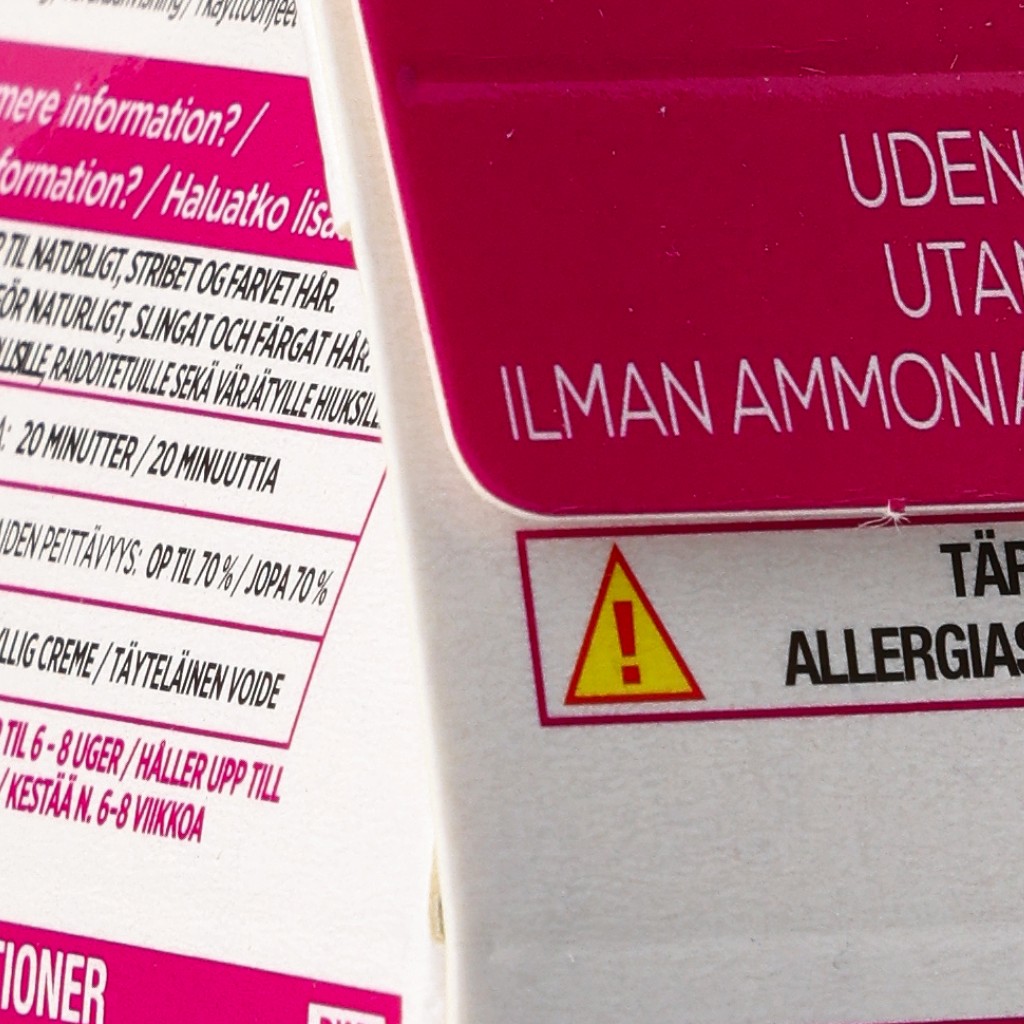 / Käyttöohjeet
mere information? /
formation? / Haluatko
TIL NATURLIGT, STRIBET OG FARVET HÅR.
FÖR NATURLIGT, SLINGAT OCH FÄRGAT HÅR.
RAIDOITETUILLE SEKÄ VÄRJÄTYILLE HIUKSILLE
20 MINUTTER / 20 MINUUTTIA
PEITTÄVYYS: OP TIL 70 % / JOPA 70 %
CREME / TÄYTELÄINEN VOIDE
TIL 6 - 8 UGER / HÅLLER UPP TILL
/ KESTÄÄ N. 6-8 VIIKKOA
TIONER
UDEN
UTAN
ILMAN AMMONIA
!
TÄR
ALLERGIAS